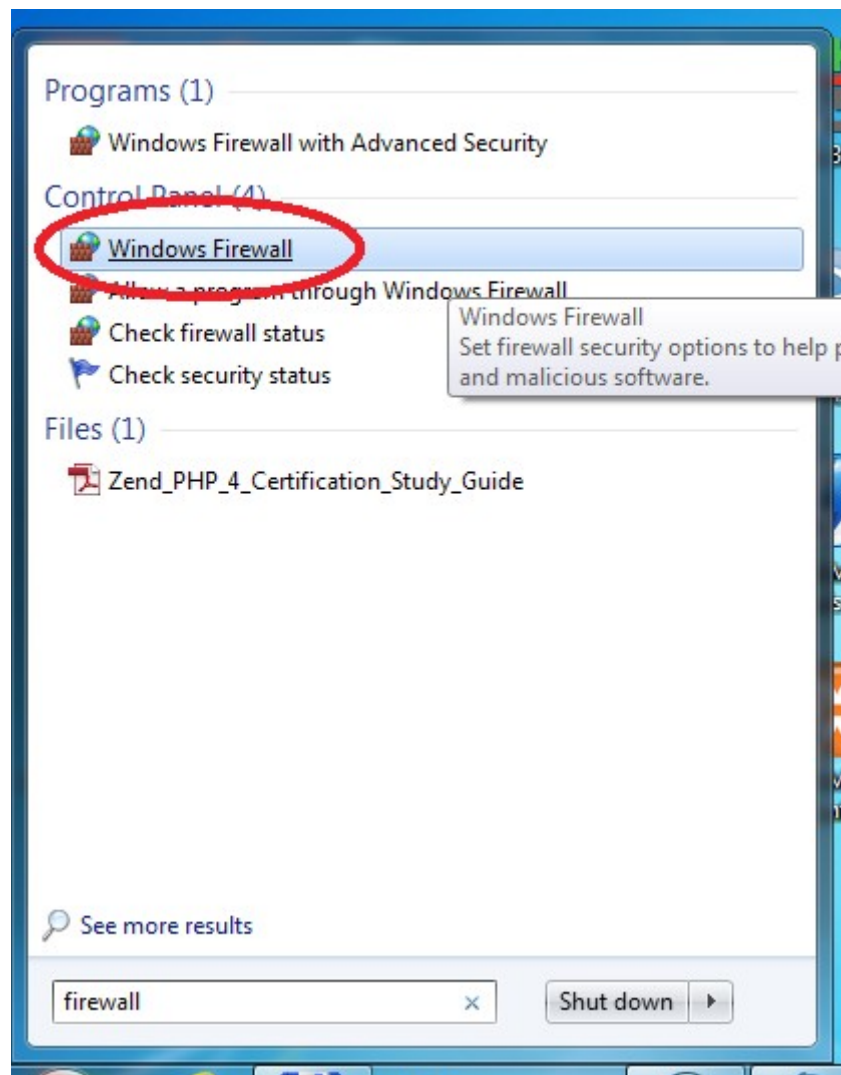 Programs (1)
Windows Firewall with Advanced Security
Control Panel (4)
Windows Firewall
Allow a program through Windows Firewall
Check firewall status
Check security status
Windows Firewall
Set firewall security options to help p
and malicious software.
Files (1)
Zend_PHP_4_Certification_Study_Guide
See more results
firewall
Shut down